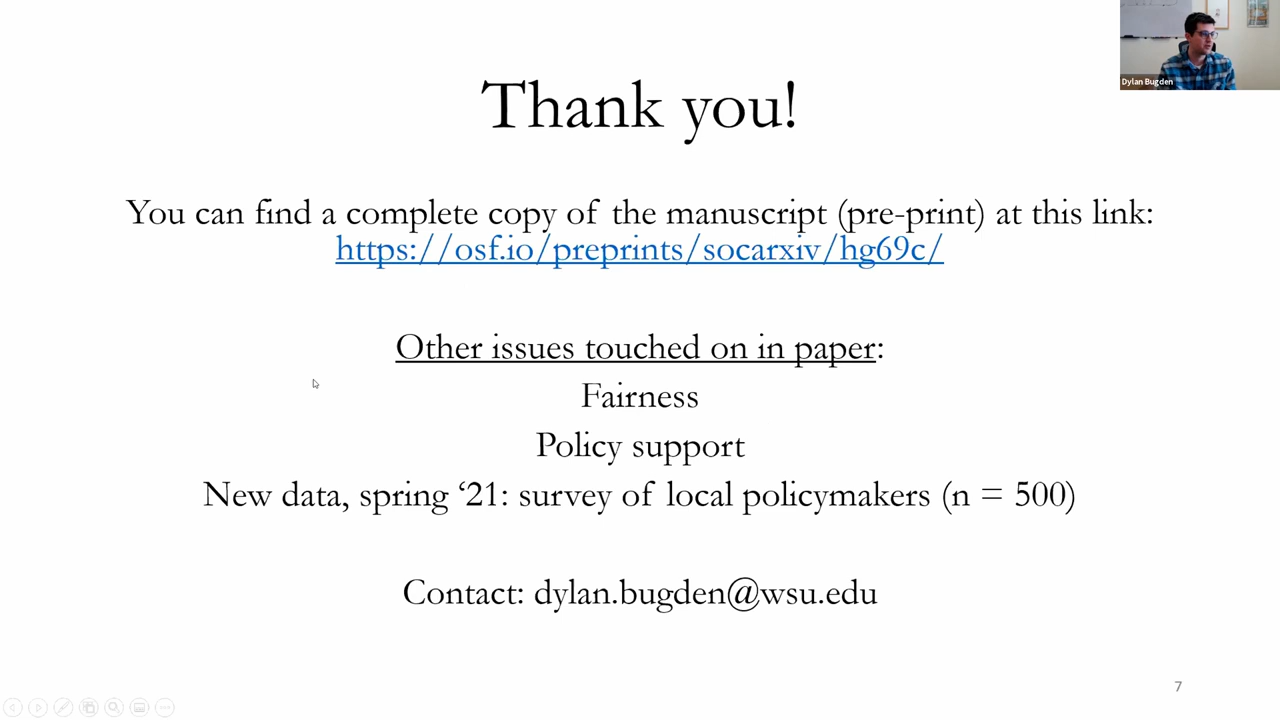 Dylan Bugden
Thank you!
You can find a complete copy of the manuscript (pre-print) at this link:
https://osf.io/preprints/socarxiv/hg69c/
Other issues touched on in paper:
Fairness
Policy support
New data, spring ‘21: survey of local policymakers (n = 500)
Contact: dylan.bugden@wsu.edu
7